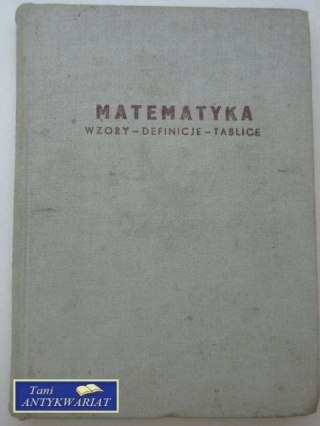 MATEMATYKA
WZORY – DEFINICJE – TABLICE
Tani
ANTYKWARIAT